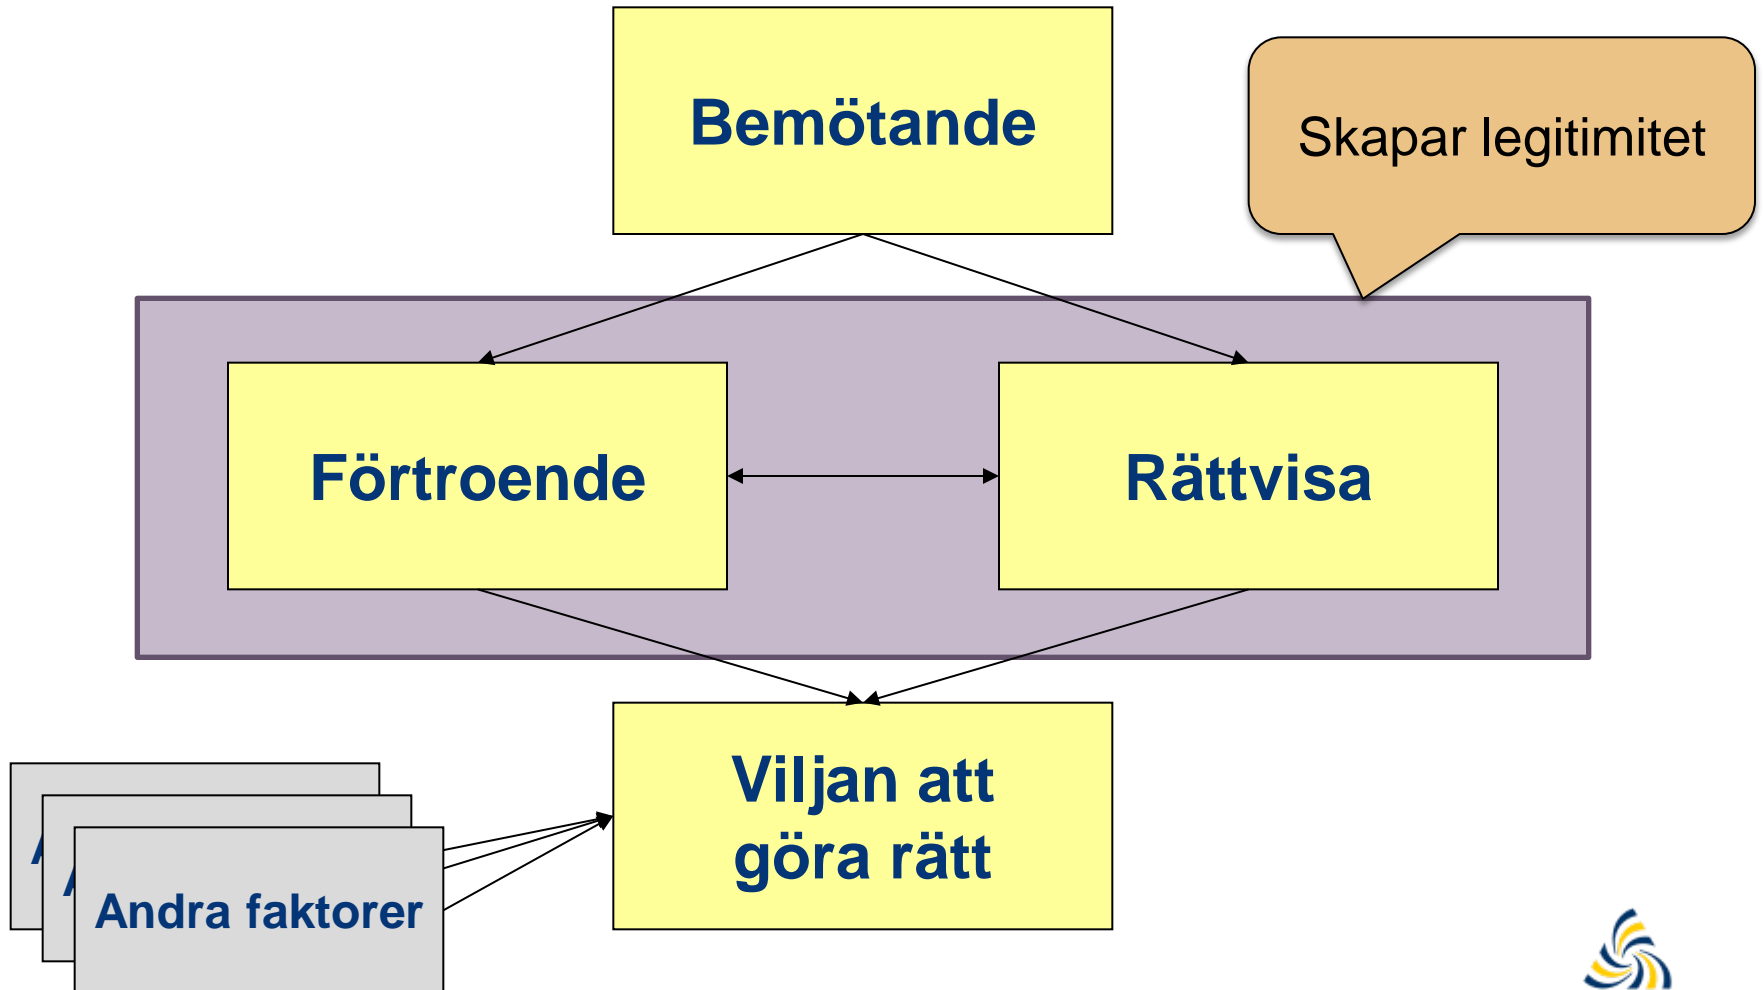 Bemötande
Skapar legitimitet
Förtroende
Rättvisa
Viljan att
göra rätt
Andra faktorer